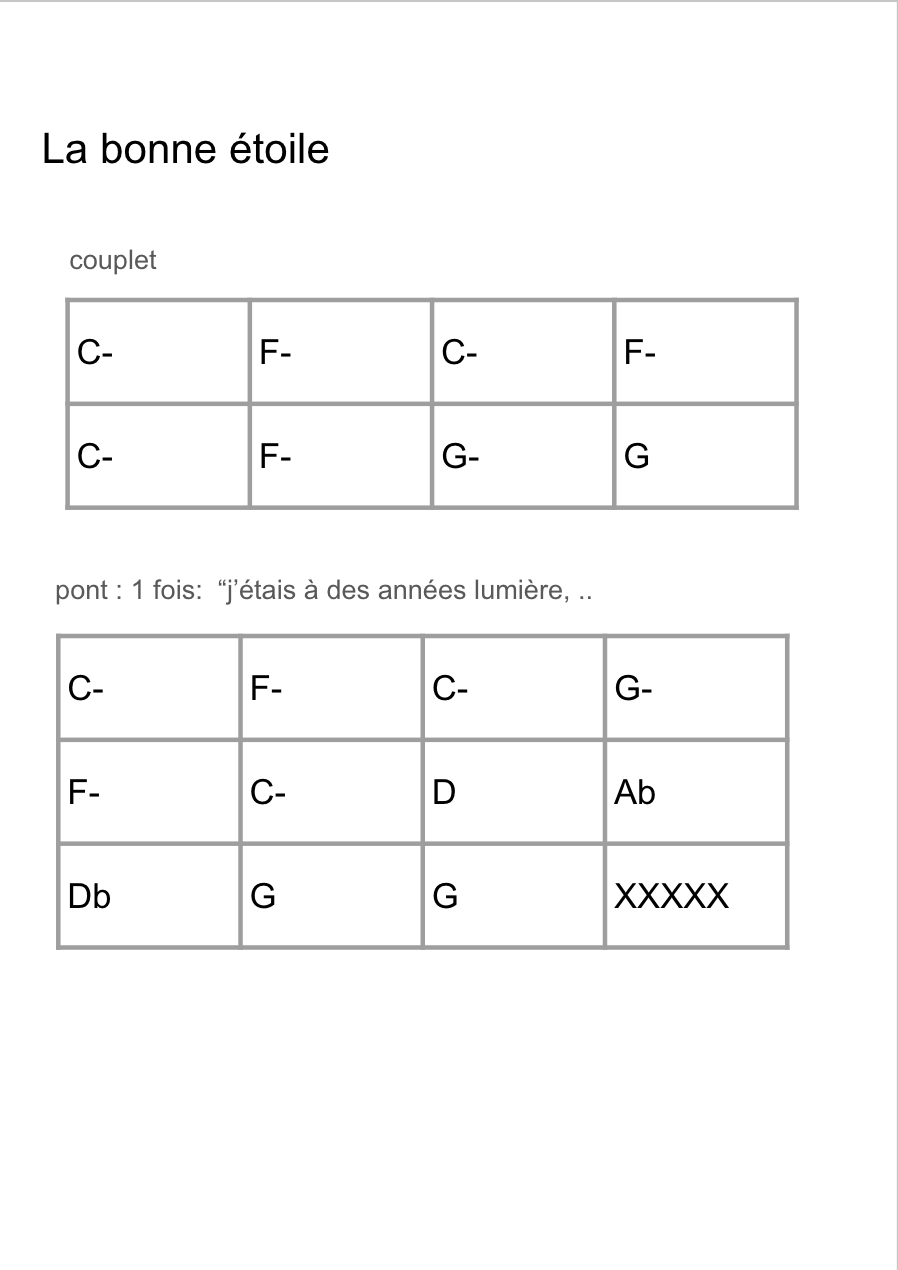 La bonne étoile
couplet
C- F- C- F-
C- F- G- G
pont : 1 fois:  “j’étais à des années lumière, ..
C- F- C- G-
F- C- D Ab
Db G G XXXXX